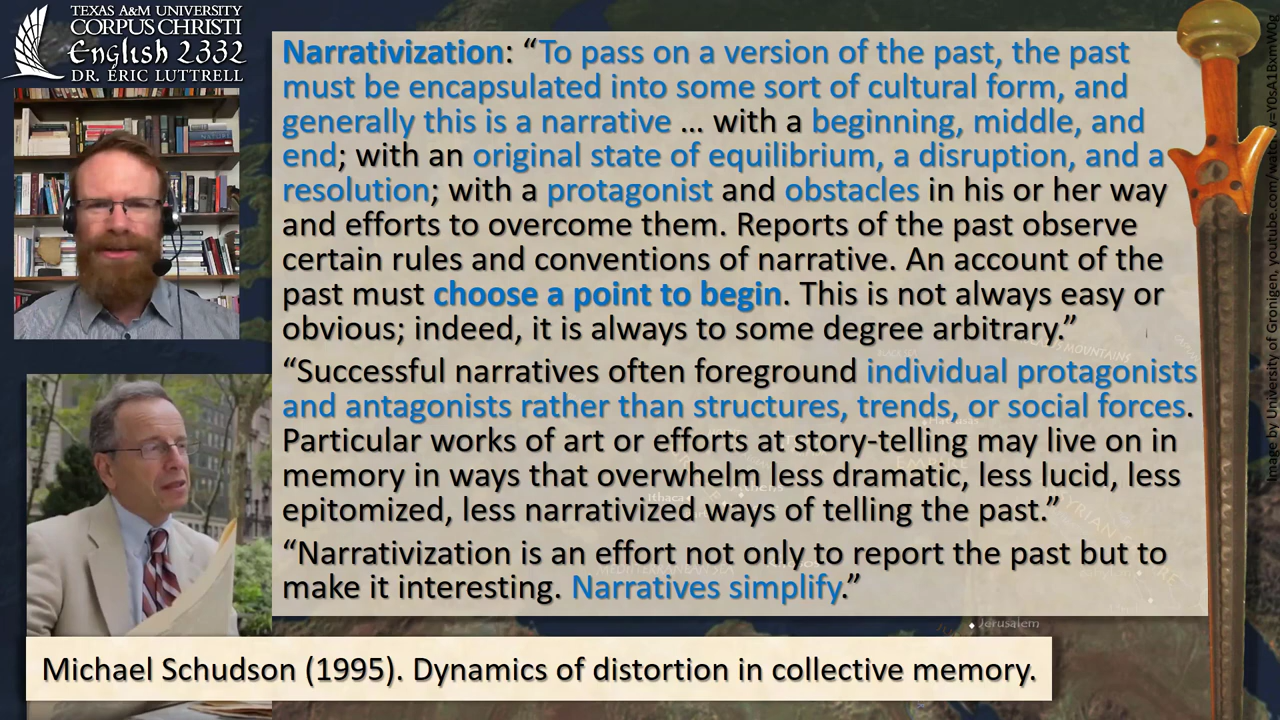 TEXAS A&M UNIVERSITY
CORPUS CHRISTI
English 2332
DR. ERIC LUTTRELL
Narrativization: “To pass on a version of the past, the past
must be encapsulated into some sort of cultural form, and
generally this is a narrative … with a beginning, middle, and
end; with an original state of equilibrium, a disruption, and a
resolution; with a protagonist and obstacles in his or her way
and efforts to overcome them. Reports of the past observe
certain rules and conventions of narrative. An account of the
past must choose a point to begin. This is not always easy or
obvious; indeed, it is always to some degree arbitrary.”
“Successful narratives often foreground individual protagonists
and antagonists rather than structures, trends, or social forces.
Particular works of art or efforts at story-telling may live on in
memory in ways that overwhelm less dramatic, less lucid, less
epitomized, less narrativized ways of telling the past.”
“Narrativization is an effort not only to report the past but to
make it interesting. Narratives simplify.”
Ithaca
Athens
Jerusalem
Michael Schudson (1995). Dynamics of distortion in collective memory.
Image by University of Gronigen,